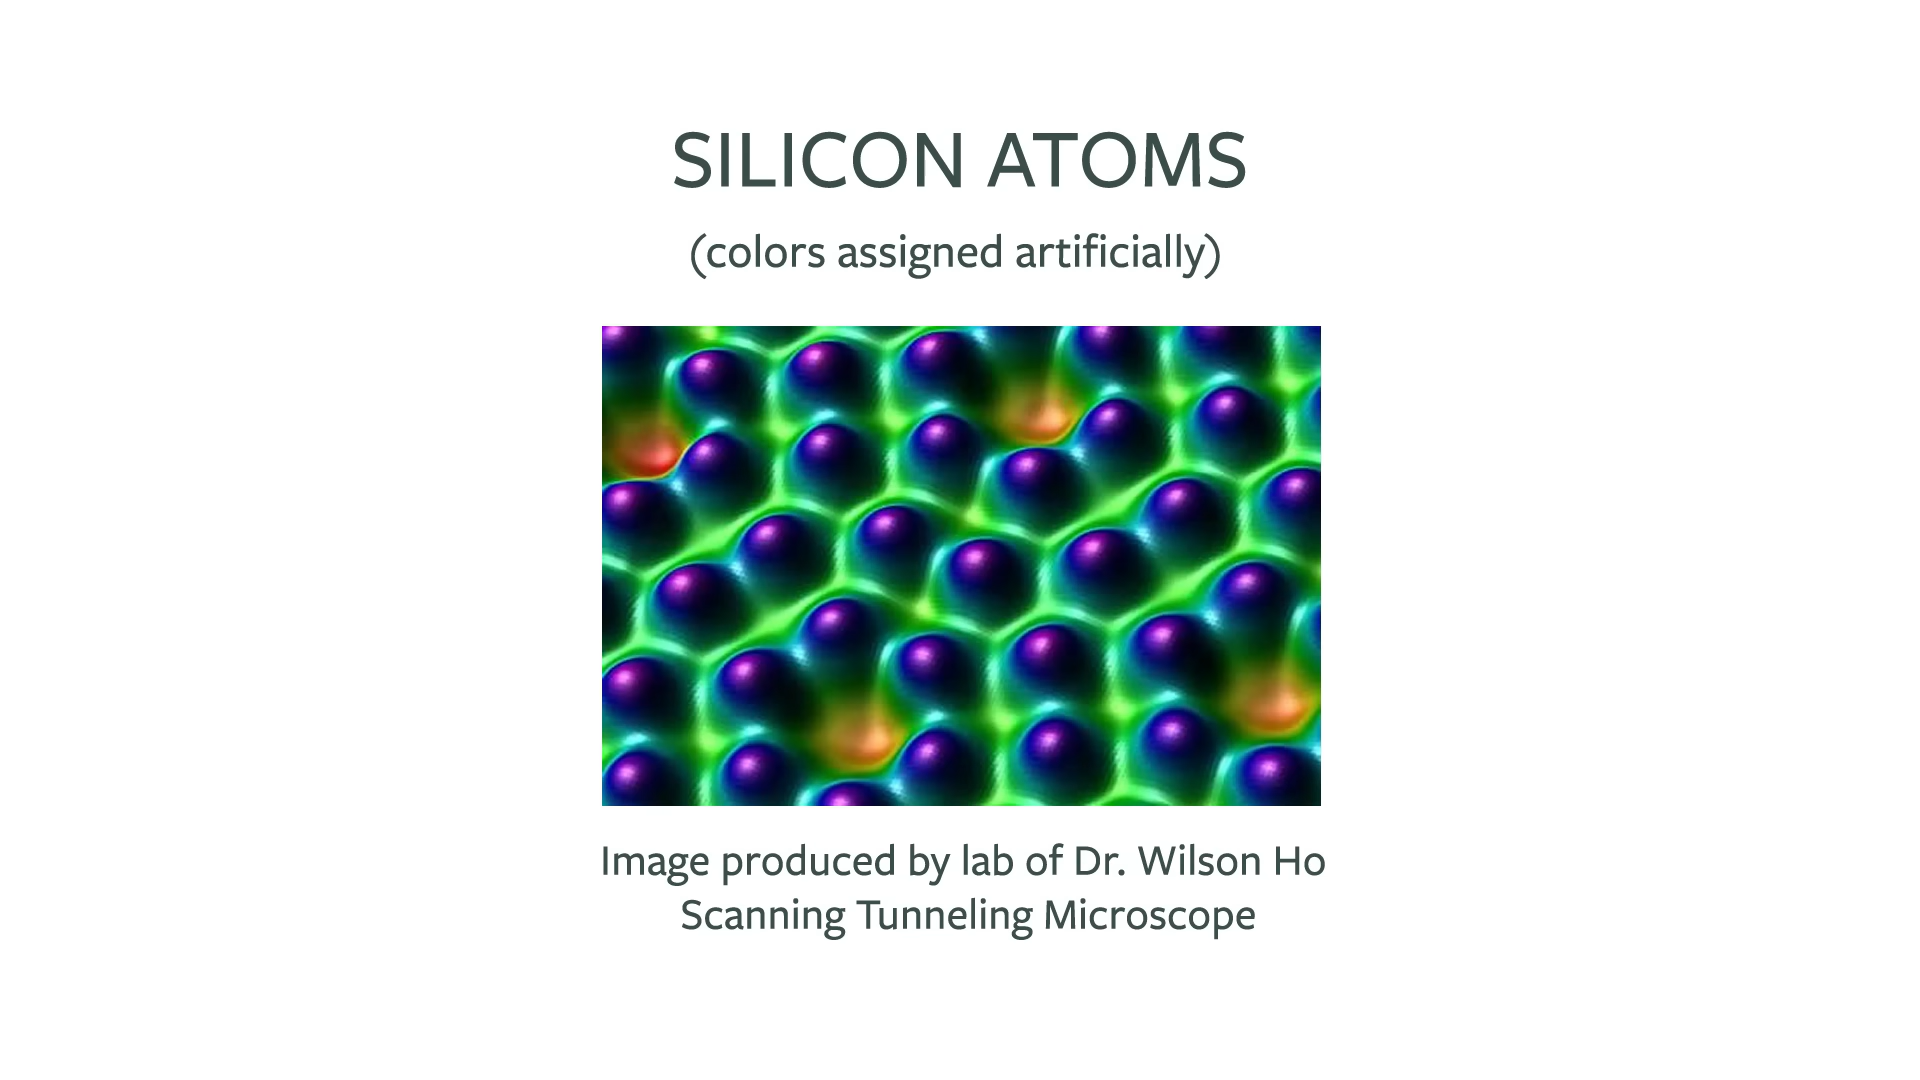 SILICON ATOMS
(colors assigned artificially)
Image produced by lab of Dr. Wilson Ho
Scanning Tunneling Microscope